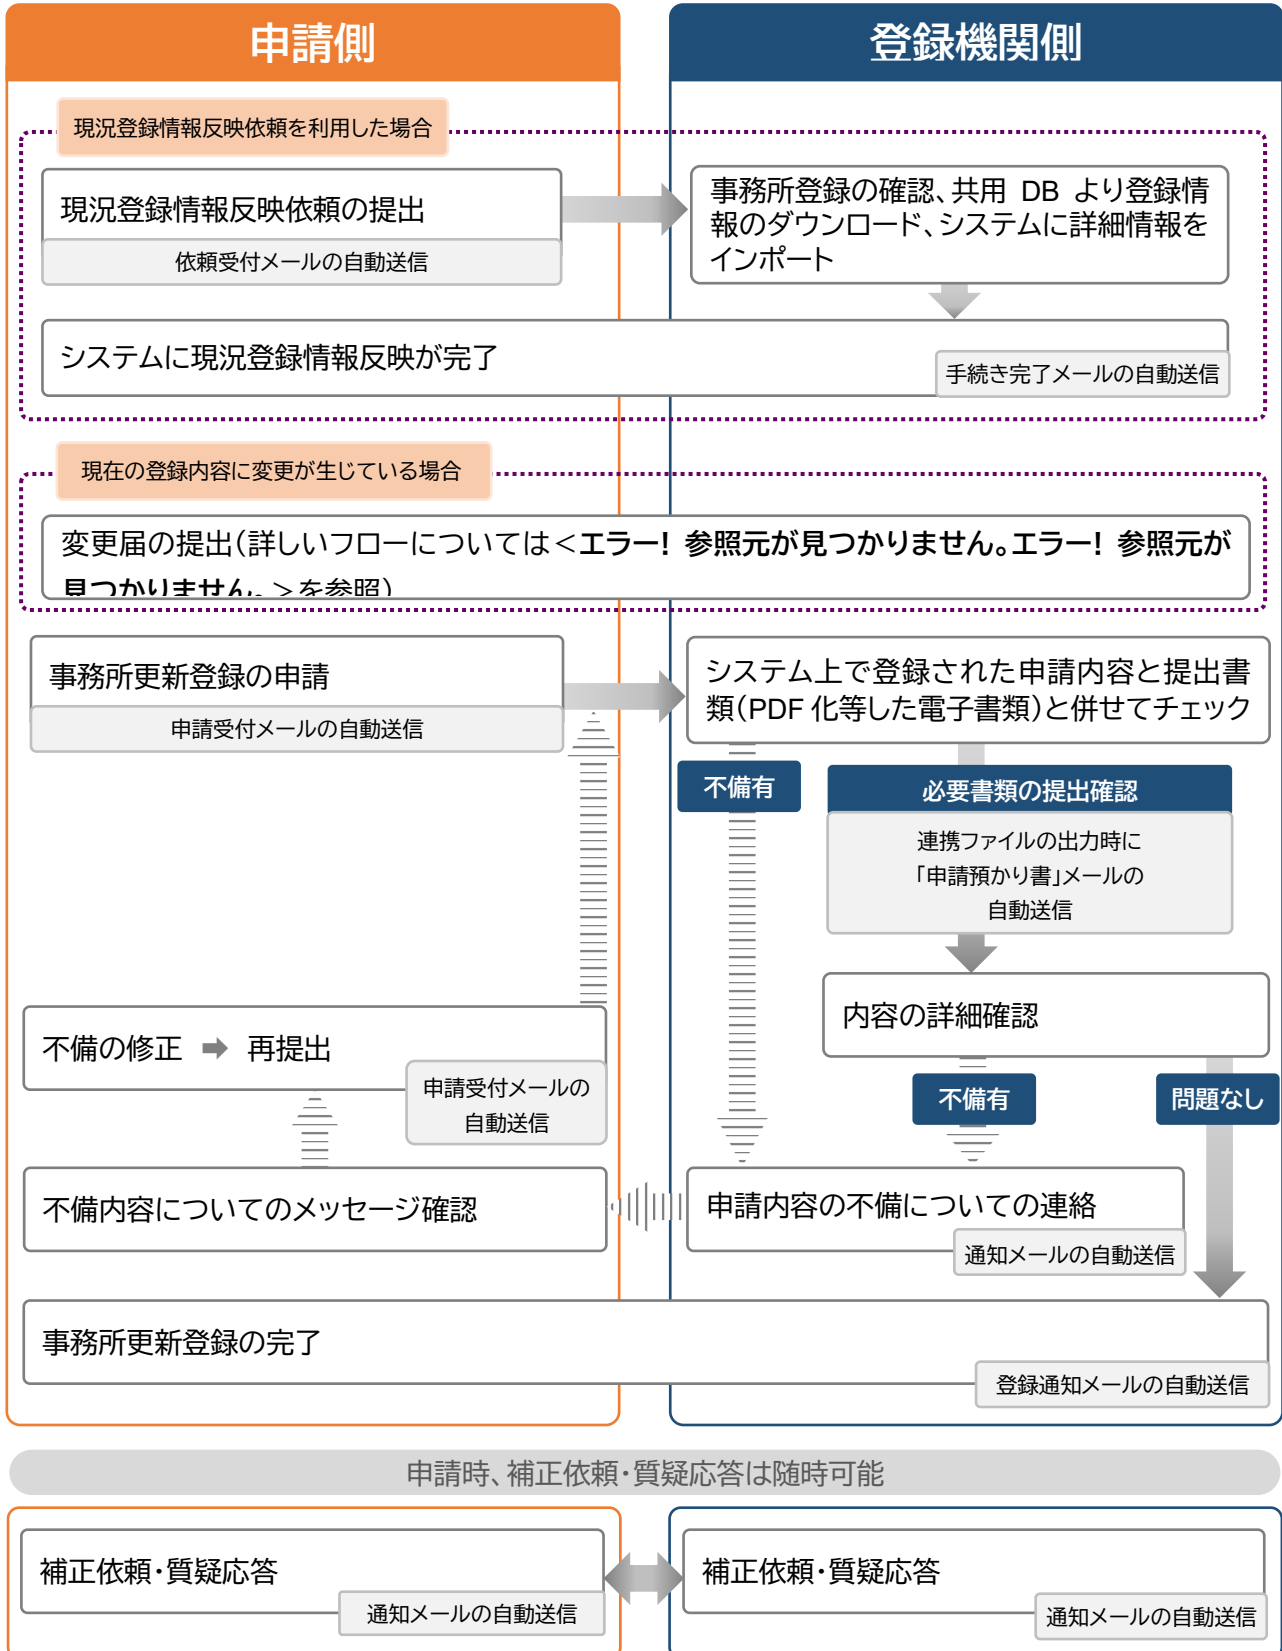 申請側
登録機関側
現況登録情報反映依頼を利用した場合
現況登録情報反映依頼の提出
依頼受付メールの自動送信
事務所登録の確認、共用 DB より登録情
報のダウンロード、システムに詳細情報を
インポート
システムに現況登録情報反映が完了
手続き完了メールの自動送信
現在の登録内容に変更が生じている場合
変更届の提出(詳しいフローについては<エラー! 参照元が見つかりません。エラー! 参照元が
見つかりません。>を参照)
事務所更新登録の申請
申請受付メールの自動送信
システム上で登録された申請内容と提出書
類(PDF 化等した電子書類)と併せてチェック
不備有
必要書類の提出確認
連携ファイルの出力時に
「申請預かり書」メールの
自動送信
内容の詳細確認
不備の修正 ➡ 再提出
申請受付メールの
自動送信
不備有
問題なし
不備内容についてのメッセージ確認
申請内容の不備についての連絡
通知メールの自動送信
事務所更新登録の完了
登録通知メールの自動送信
申請時、補正依頼・質疑応答は随時可能
補正依頼・質疑応答
通知メールの自動送信
補正依頼・質疑応答
通知メールの自動送信